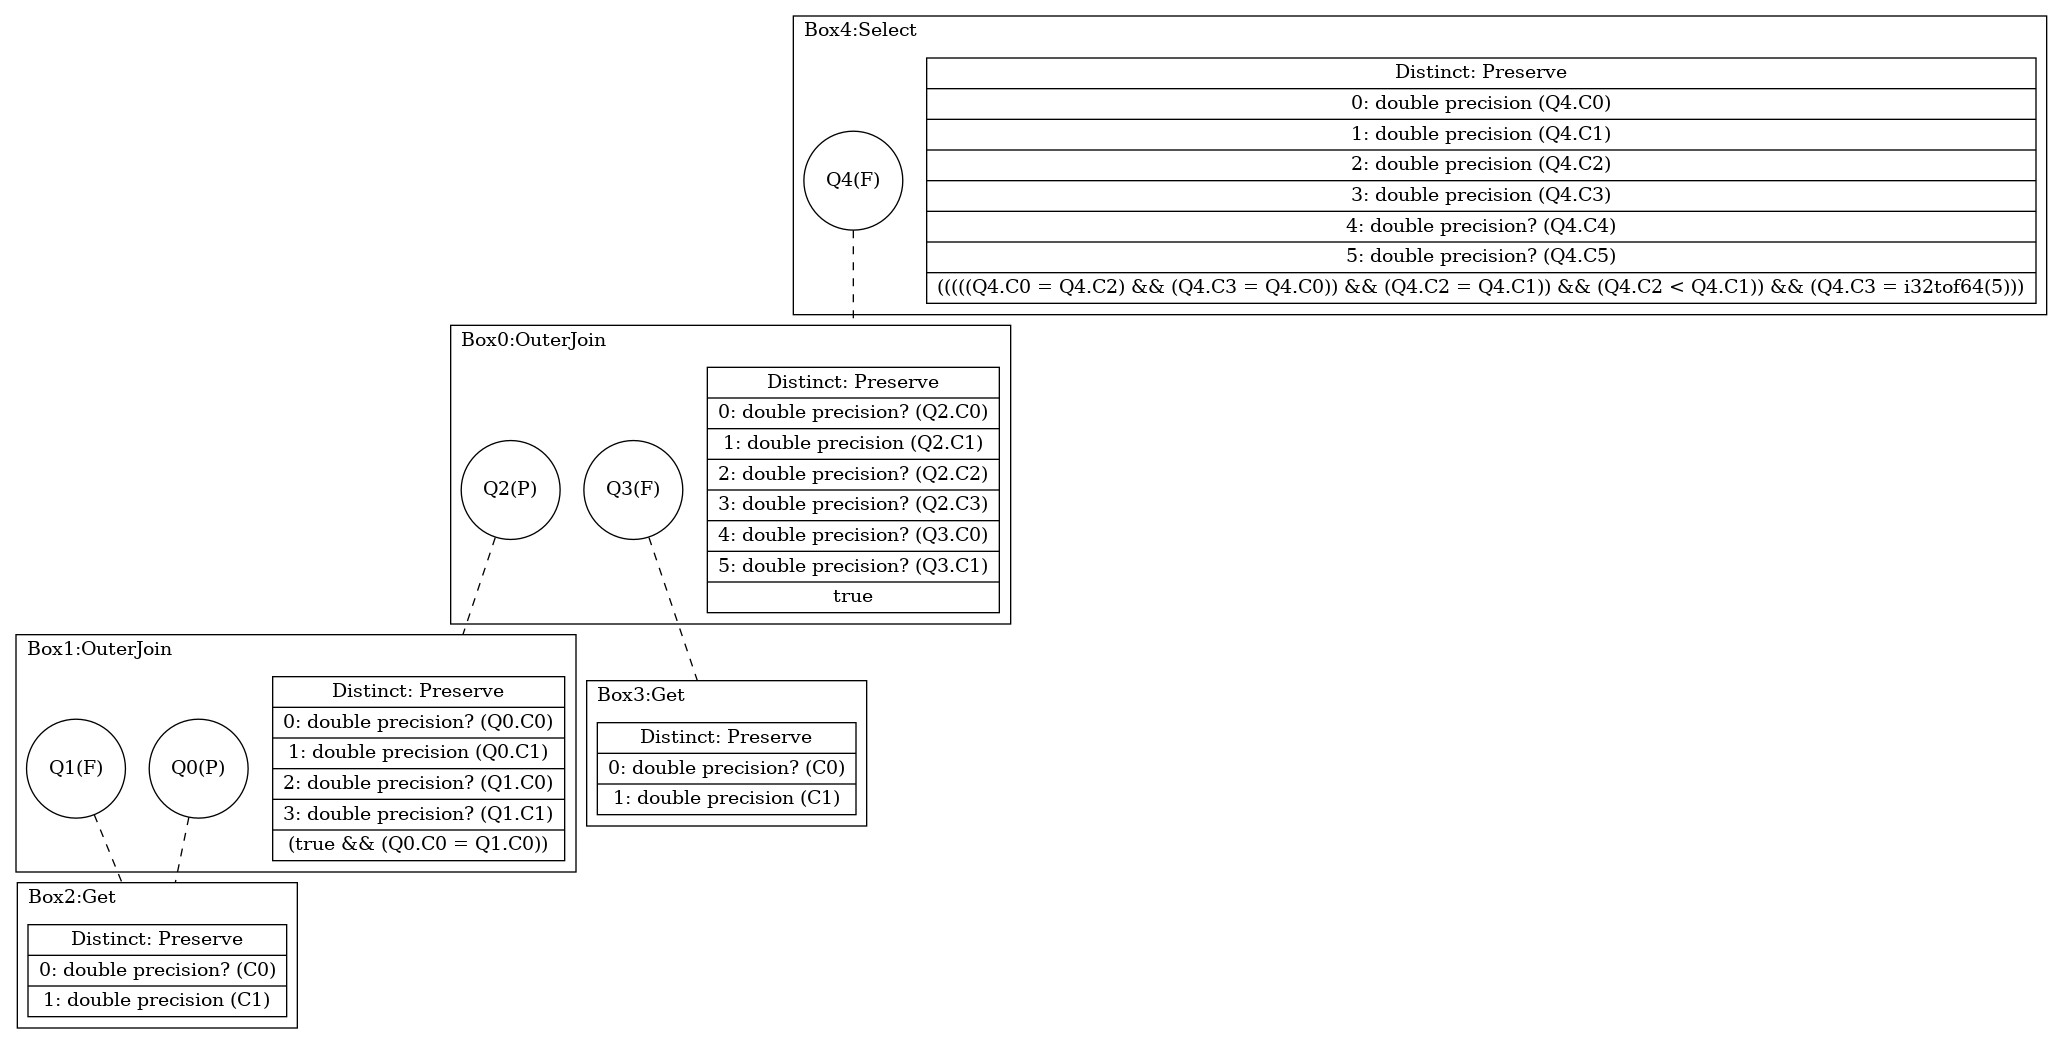 Box4:Select
Distinct: Preserve
0: double precision (Q4.C0)
1: double precision (Q4.C1)
2: double precision (Q4.C2)
3: double precision (Q4.C3)
4: double precision? (Q4.C4)
5: double precision? (Q4.C5)
(((((Q4.C0 = Q4.C2) && (Q4.C3 = Q4.C0)) && (Q4.C2 = Q4.C1)) && (Q4.C2 < Q4.C1)) && (Q4.C3 = i32tof64(5)))
Q4(F)
Box0:OuterJoin
Distinct: Preserve
0: double precision? (Q2.C0)
1: double precision (Q2.C1)
2: double precision? (Q2.C2)
3: double precision? (Q2.C3)
4: double precision? (Q3.C0)
5: double precision? (Q3.C1)
true
Q2(P)
Q3(F)
Box1:OuterJoin
Distinct: Preserve
0: double precision? (Q0.C0)
1: double precision (Q0.C1)
2: double precision? (Q1.C0)
3: double precision? (Q1.C1)
(true && (Q0.C0 = Q1.C0))
Q1(F)
Q0(P)
Box3:Get
Distinct: Preserve
0: double precision? (C0)
1: double precision (C1)
Box2:Get
Distinct: Preserve
0: double precision? (C0)
1: double precision (C1)